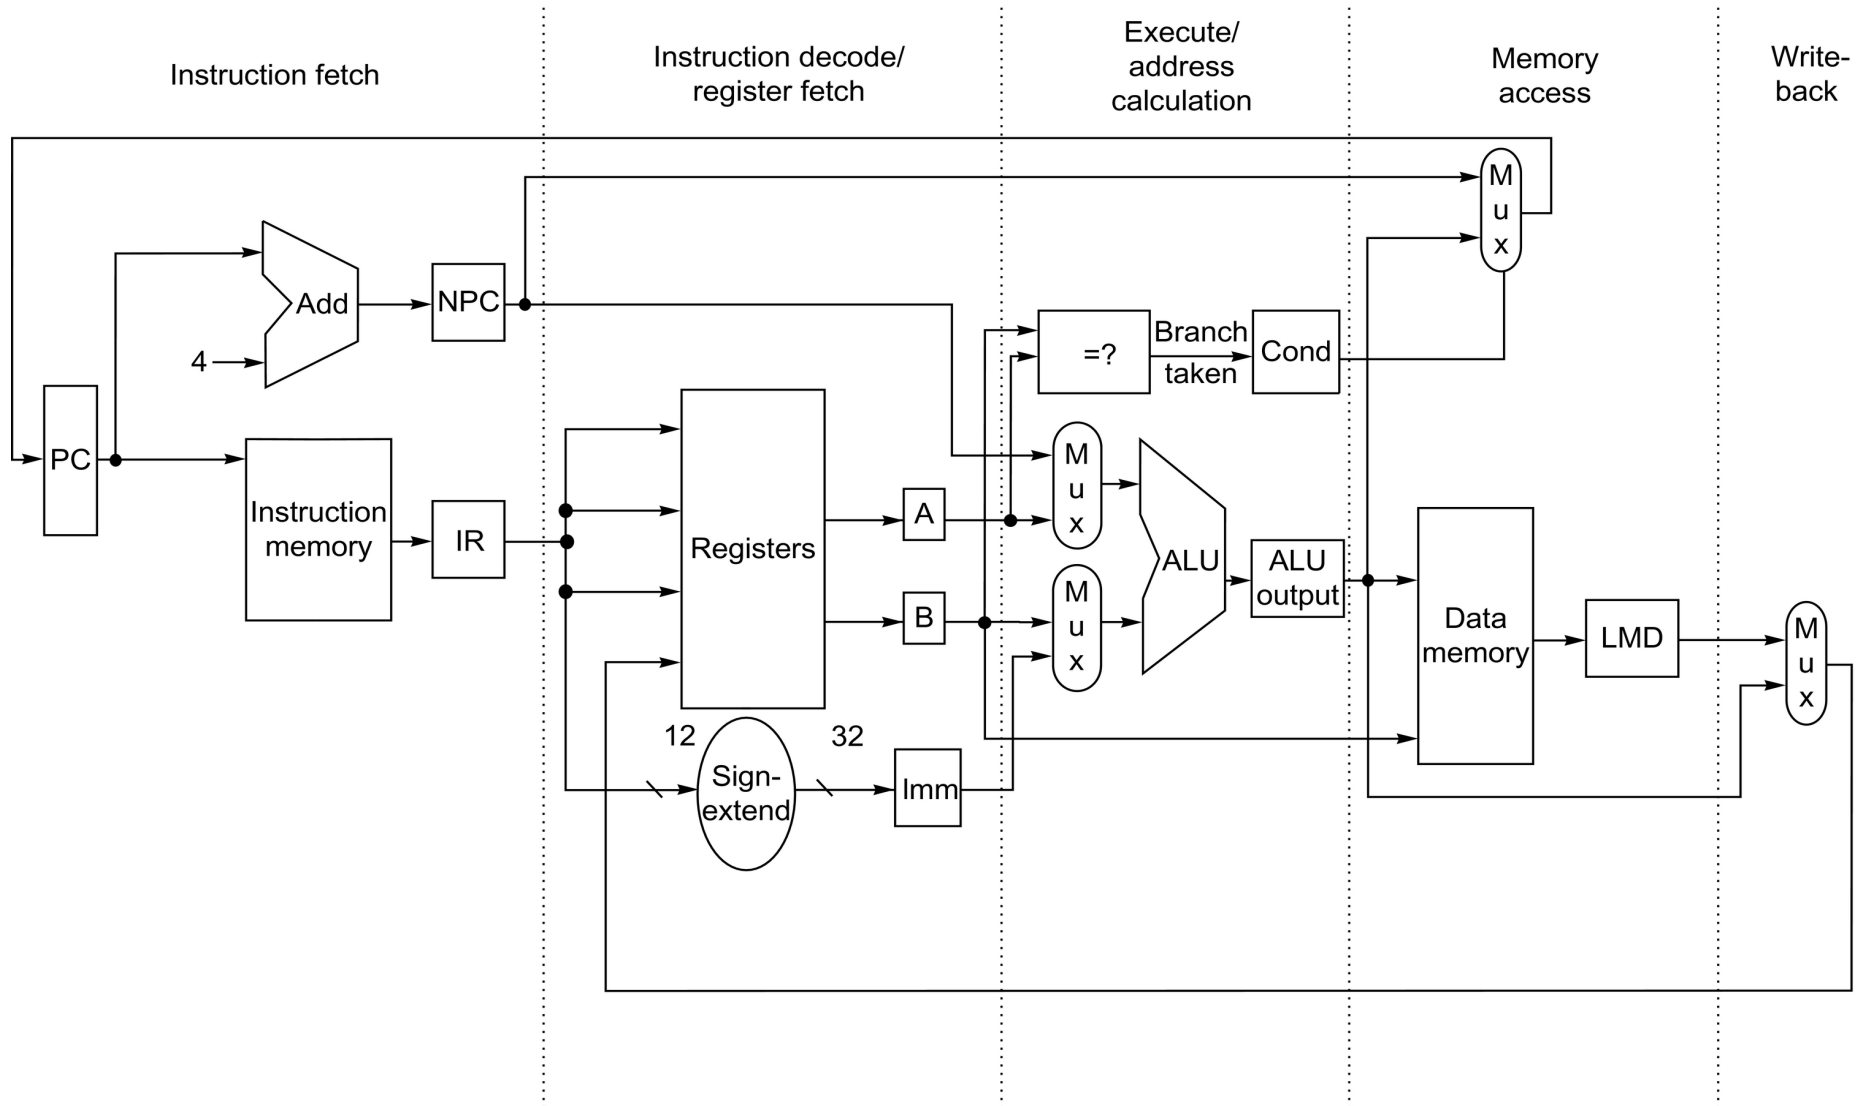 Instruction fetch
Instruction decode/
register fetch
Execute/
address
calculation
Memory
access
Write-
back
M
u
x
Add
NPC
4
=?
Branch
taken
Cond
PC
Instruction
memory
IR
Registers
A
B
M
u
x
M
u
x
ALU
ALU
output
Data
memory
LMD
M
u
x
12
32
Sign-
extend
Imm